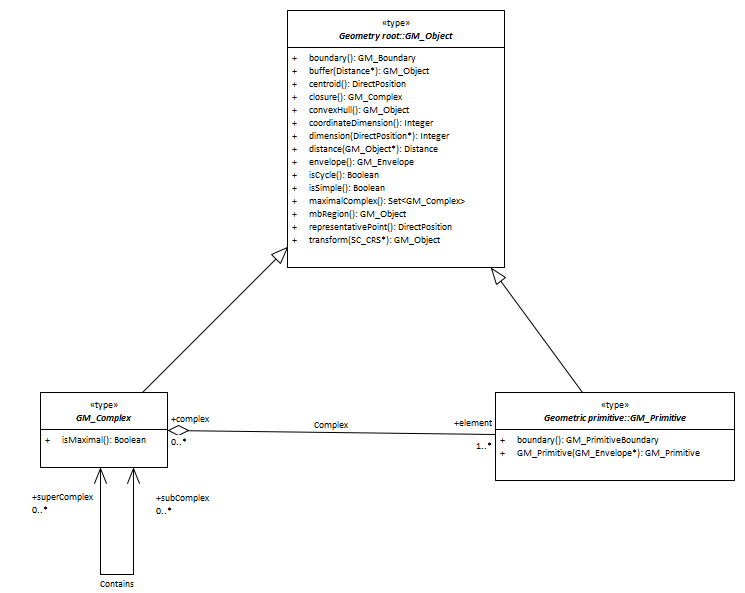 «type»
Geometry root::GM_Object
+ boundary(): GM_Boundary
+ buffer(Distance*): GM_Object
+ centroid(): DirectPosition
+ closure(): GM_Complex
+ convexHull(): GM_Object
+ coordinateDimension(): Integer
+ dimension(DirectPosition*): Integer
+ distance(GM_Object*): Distance
+ envelope(): GM_Envelope
+ isCycle(): Boolean
+ isSimple(): Boolean
+ maximalComplex(): Set<GM_Complex>
+ mbRegion(): GM_Object
+ representativePoint(): DirectPosition
+ transform(SC_CRS*): GM_Object
«type»
GM_Complex
+ isMaximal(): Boolean
+complex
0..*
Complex
+element
1..*
«type»
Geometric primitive::GM_Primitive
+ boundary(): GM_PrimitiveBoundary
+ GM_Primitive(GM_Envelope*): GM_Primitive
+superComplex
0..*
+subComplex
0..*
Contains